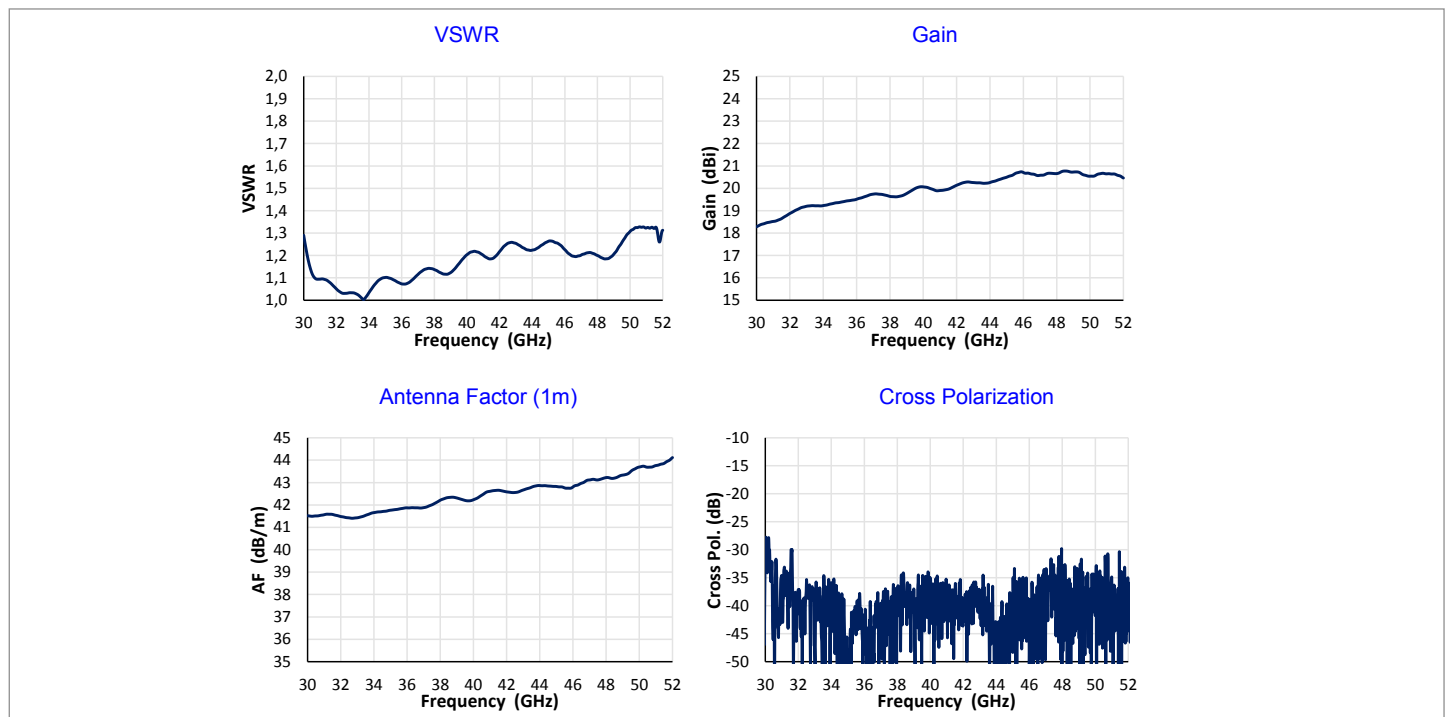 VSWR
2,0
1,9
1,8
1,7
1,6
1,5
1,4
1,3
1,2
1,1
1,0
VSWR
30 32 34 36 38 40 42 44 46 48 50 52
Frequency (GHz)
Gain
25
24
23
22
21
20
19
18
17
16
15
Gain (dBi)
30 32 34 36 38 40 42 44 46 48 50 52
Frequency (GHz)
Antenna Factor (1m)
45
44
43
42
41
40
39
38
37
36
35
AF (dB/m)
30 32 34 36 38 40 42 44 46 48 50 52
Frequency (GHz)
Cross Polarization
-10
-15
-20
-25
-30
-35
-40
-45
-50
Cross Pol. (dB)
30 32 34 36 38 40 42 44 46 48 50 52
Frequency (GHz)